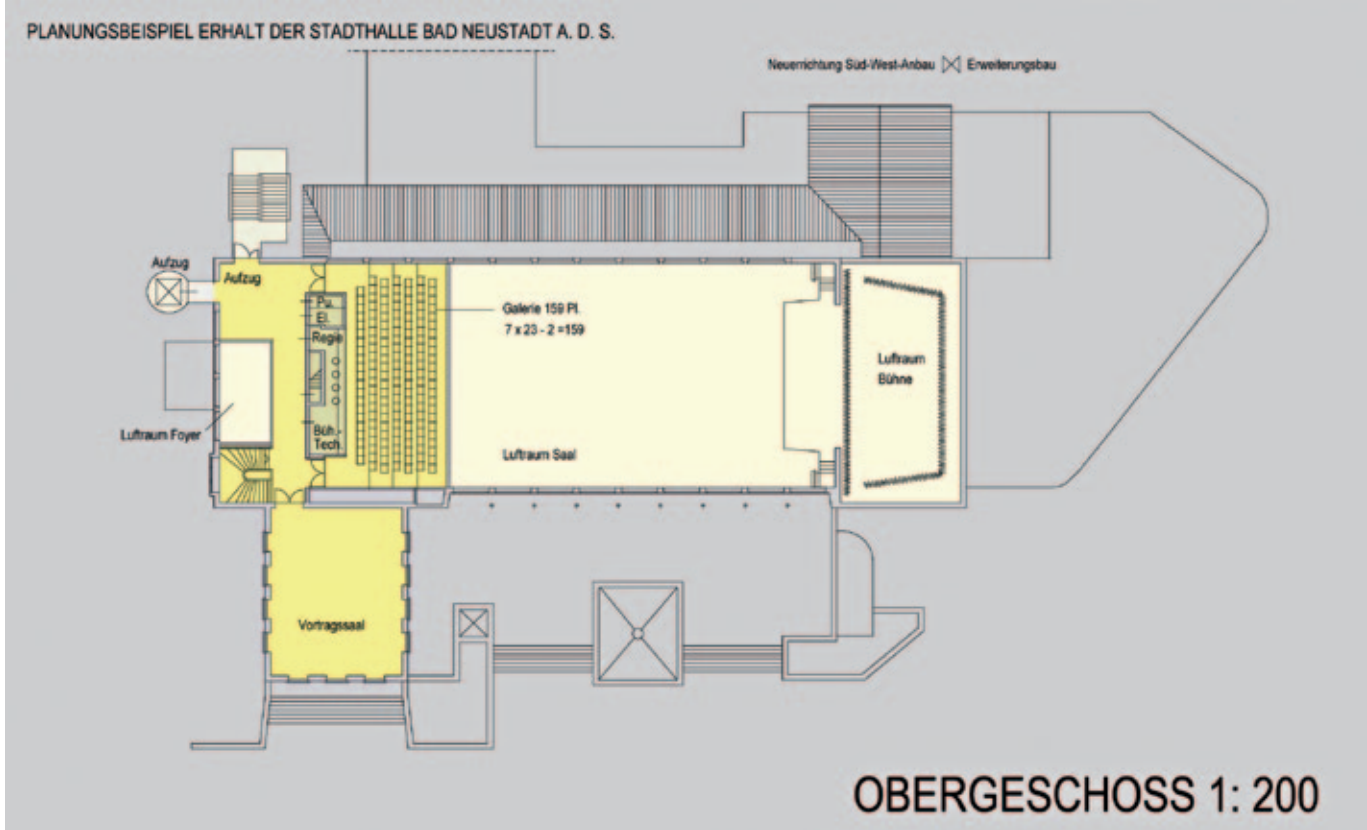 PLANUNGSBEISPIEL ERHALT DER STADTHALLE BAD NEUSTADT A. D. S.
Neuerrichtung Süd-West-Anbau Erweiterungsbau
Aufzug
Aufzug
Pu.
El.
Regie
Galerie 159 Pl.
7 x 23 - 2 =159
Luftraum
Bühne
Luftraum Foyer
Büh.-
Tech.
Luftraum Saal
Vortragssaal
OBERGESCHOSS 1: 200